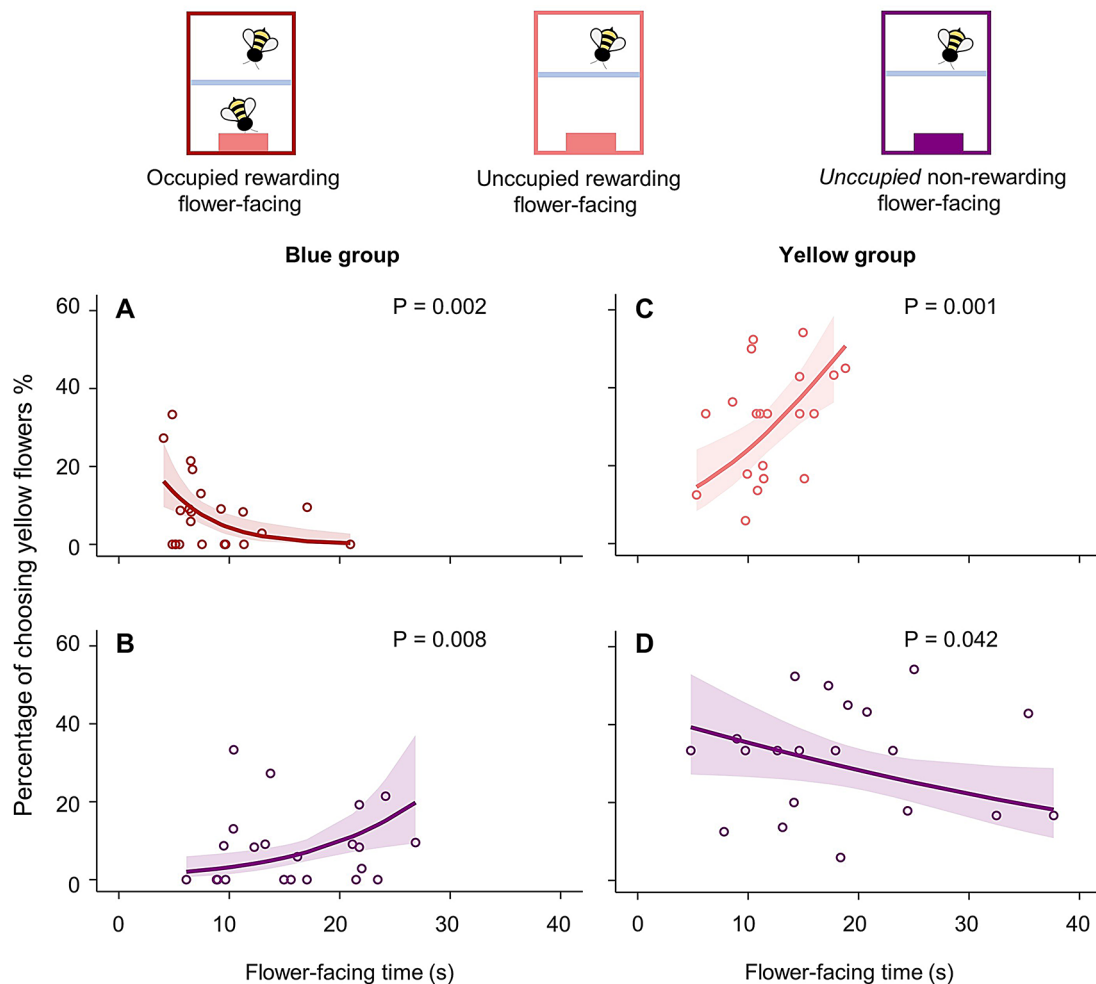 Occupied rewarding
flower-facing
Unccupied rewarding
flower-facing
Unccupied non-rewarding
flower-facing
Blue group
Yellow group
Percentage of choosing yellow flowers %
A
P = 0.002
60
40
20
0
C
P = 0.001
B
P = 0.008
60
40
20
0
0 10 20 30 40
Flower-facing time (s)
D
P = 0.042
0 10 20 30 40
Flower-facing time (s)